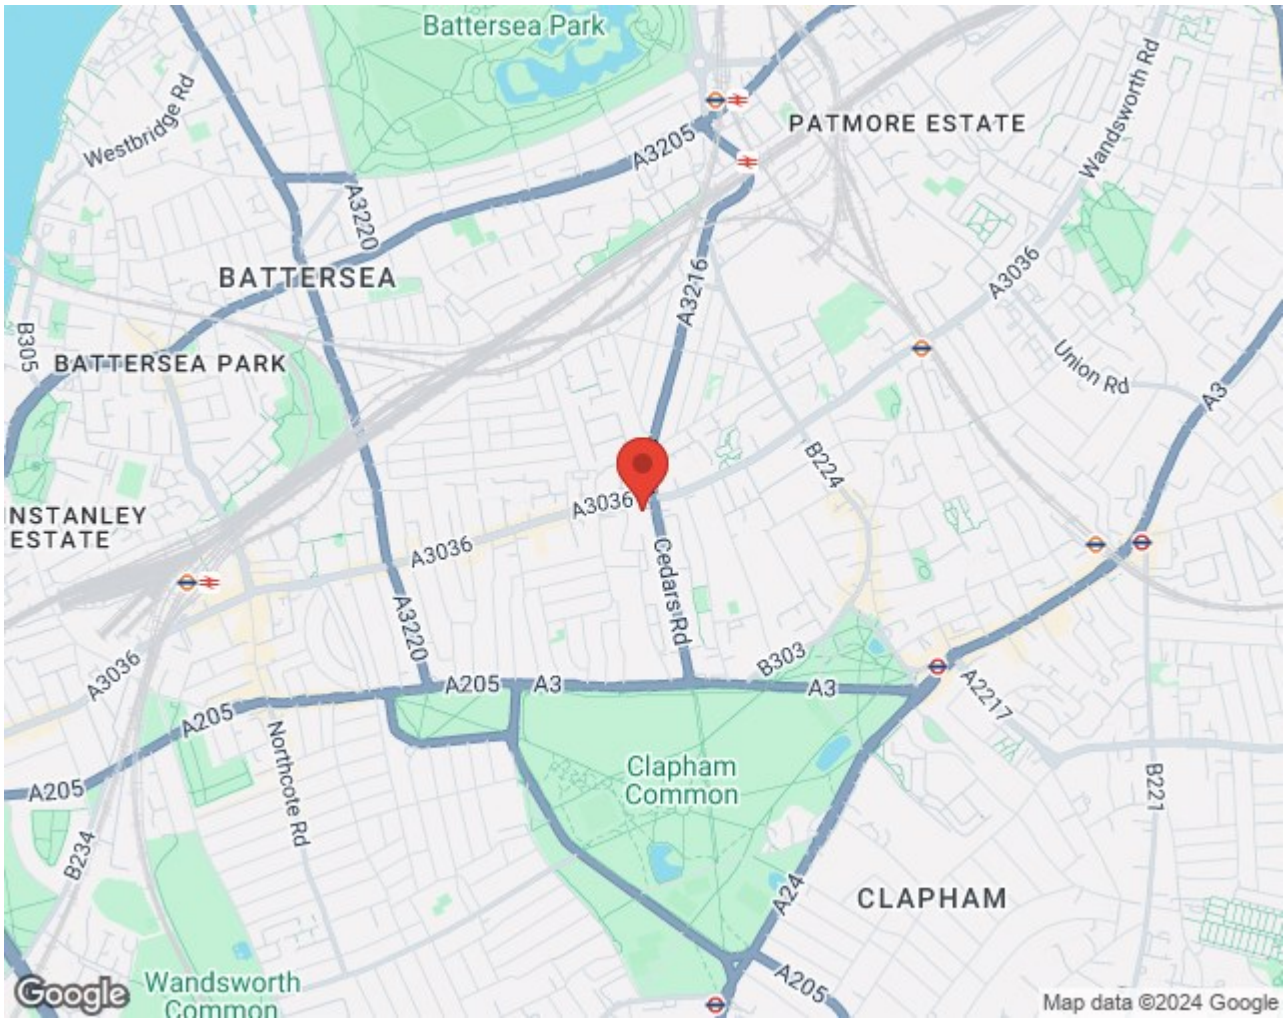 Battersea Park
Westbridge Rd
A3205
PATMORE ESTATE
Wandsworth Rd
A3220
BATTERSEA
A3216
A3036
B305
BATTERSEA PARK
Union Rd
A3
B224
A3036
NSTANLEY
ESTATE
A3036
Cedars Rd
A3220
A3036
B303
A205
A3
A3
A2217
A205
Northcote Rd
Clapham
Common
A205
B221
B234
A24
CLAPHAM
Wandsworth
Common
A205
Google
Map data ©2024 Google